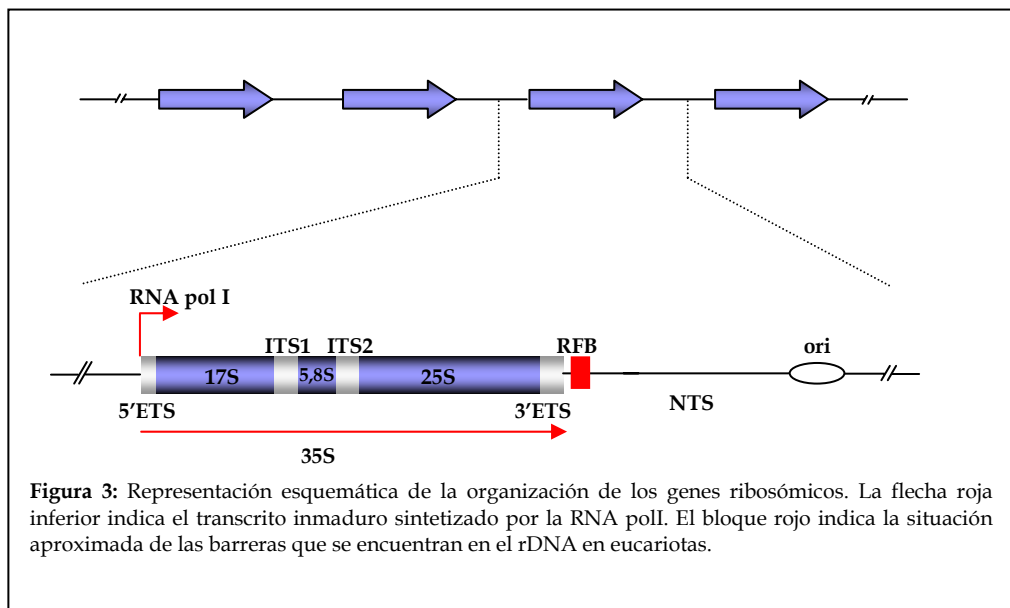 RNA pol I
ITS1 ITS2 RFB ori
17S 5,8S 25S
5’ETS 3’ETS NTS
35S
Figura 3: Representación esquemática de la organización de los genes ribosómicos. La flecha roja
inferior indica el transcrito inmaduro sintetizado por la RNA polI. El bloque rojo indica la situación
aproximada de las barreras que se encuentran en el rDNA en eucariotas.